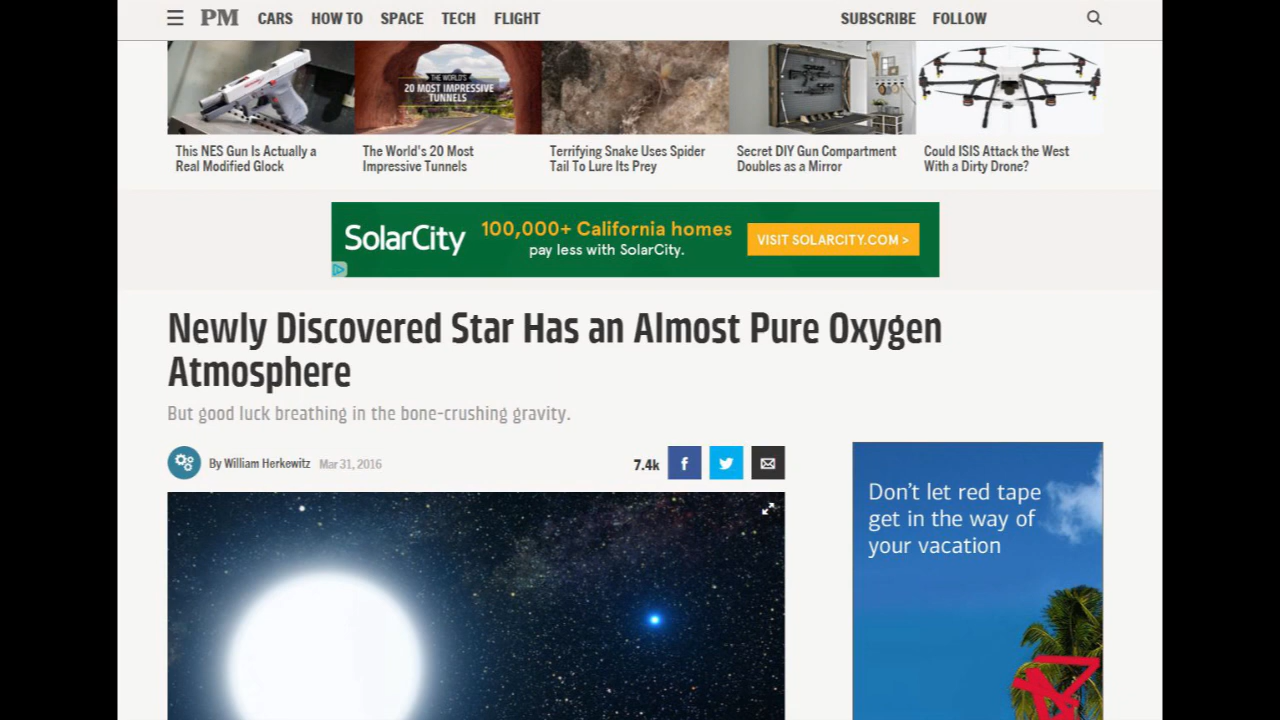 PM CARS HOW TO SPACE TECH FLIGHT SUBSCRIBE FOLLOW
THE WORLD'S
20 MOST IMPRESSIVE
TUNNELS
This NES Gun Is Actually a
Real Modified Glock
The World's 20 Most
Impressive Tunnels
Terrifying Snake Uses Spider
Tail To Lure Its Prey
Secret DIY Gun Compartment
Doubles as a Mirror
Could ISIS Attack the West
With a Dirty Drone?
SolarCity
100,000+ California homes
pay less with SolarCity.
VISIT SOLARCITY.COM >
Newly Discovered Star Has an Almost Pure Oxygen
Atmosphere
But good luck breathing in the bone-crushing gravity.
By William Herkewitz Mar 31, 2016
7.4k
Don't let red tape
get in the way of
your vacation